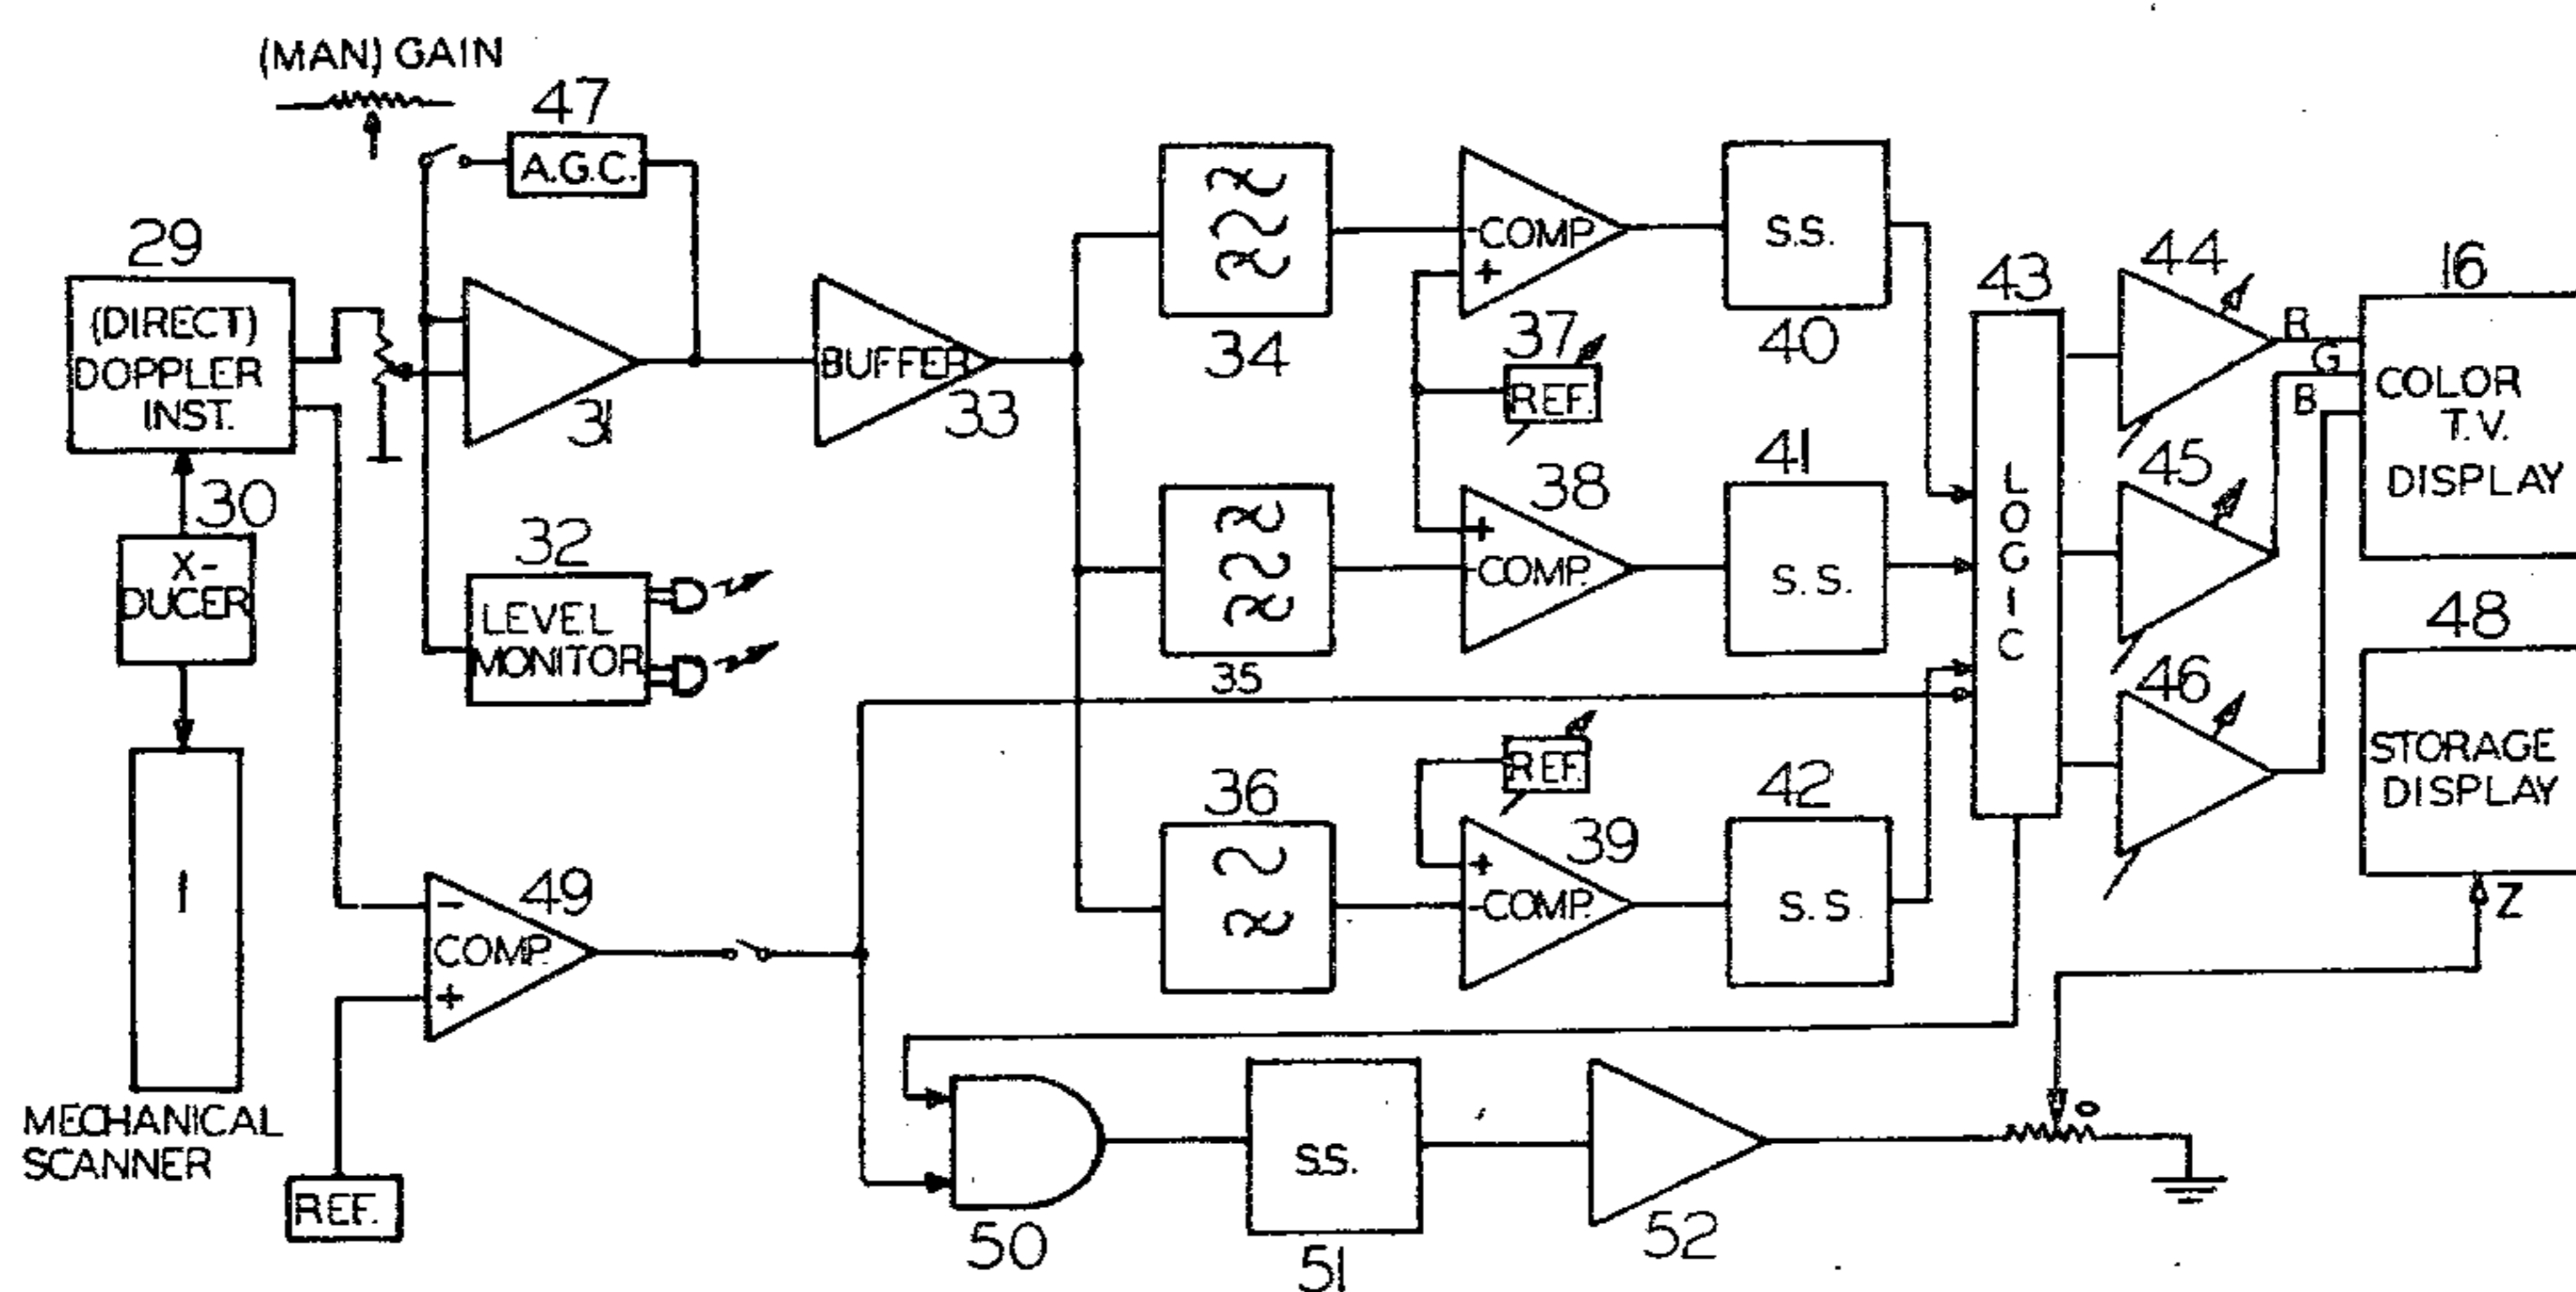 (MAN) GAIN
47
A.G.C.
29
(DIRECT)
DOPPLER
INST.
30
X-
DUCER
1
MECHANICAL
SCANNER
REF.
31
32
LEVEL
MONITOR
BUFFER
33
49
-
COMP.
+
34
35
36
-COMP.
+
37
REF.
38
+
-COMP.
REF.
39
+
-COMP.
S.S.
40
41
S.S.
42
S.S
43
LOGIC
44
45
46
R
G
B
16
COLOR
T.V.
DISPLAY
48
STORAGE
DISPLAY
Z
50
S.S.
51
52